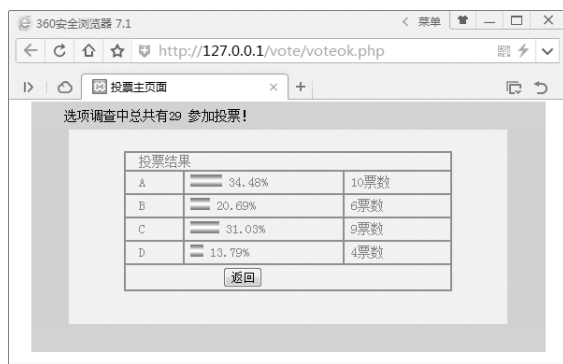 360安全浏览器 7.1 菜单
http://127.0.0.1/vote/voteok.php
投票主页面
选项调查中总共有29 参加投票!
投票结果
A 34.48% 10票数
B 20.69% 6票数
C 31.03% 9票数
D 13.79% 4票数
返回